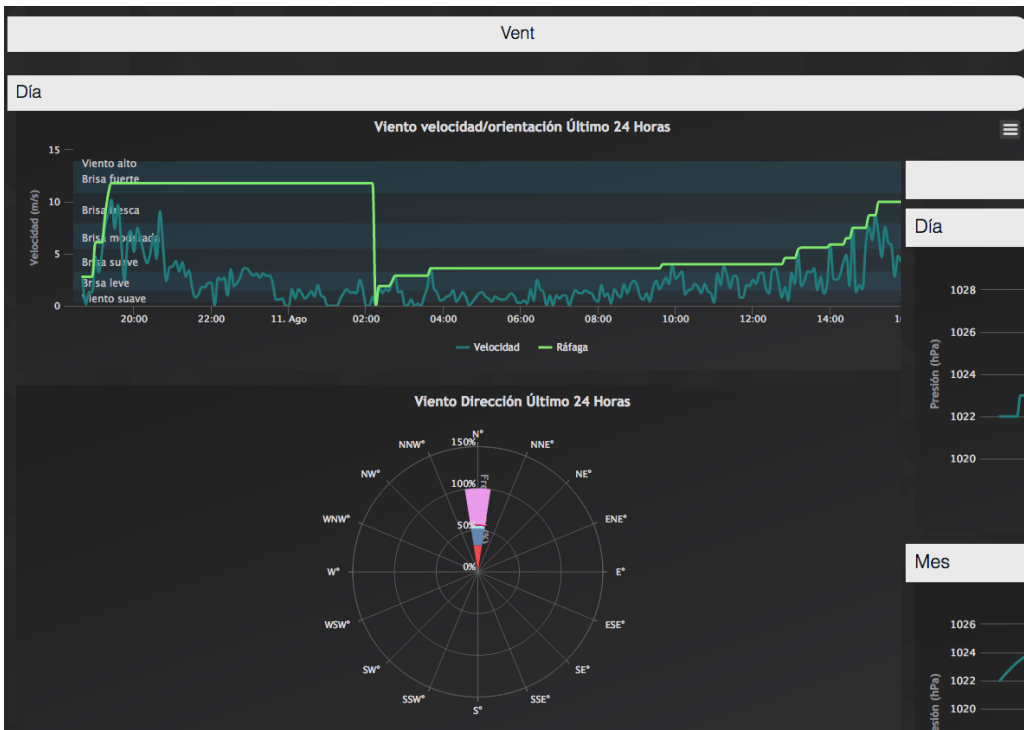 Vent
Día
Viento velocidad/orientación Último 24 Horas
15
10
5
0
Velocidad (m/s)
Viento alto
Brisa fuerte
Brisa fresca
Brisa moderada
Brisa suave
Brisa leve
Viento suave
20:00 22:00 11. Ago 02:00 04:00 06:00 08:00 10:00 12:00 14:00
Velocidad Ráfaga
Viento Dirección Último 24 Horas
N°
NNE°
NE°
ENE°
E°
ESE°
SE°
SSE°
S°
SSW°
SW°
WSW°
W°
WNW°
NW°
NNW°
150%
100%
50%
0%
Día
1028
1026
1024
1022
1020
Presión (hPa)
Mes
1026
1024
1022
1020
(hPa)